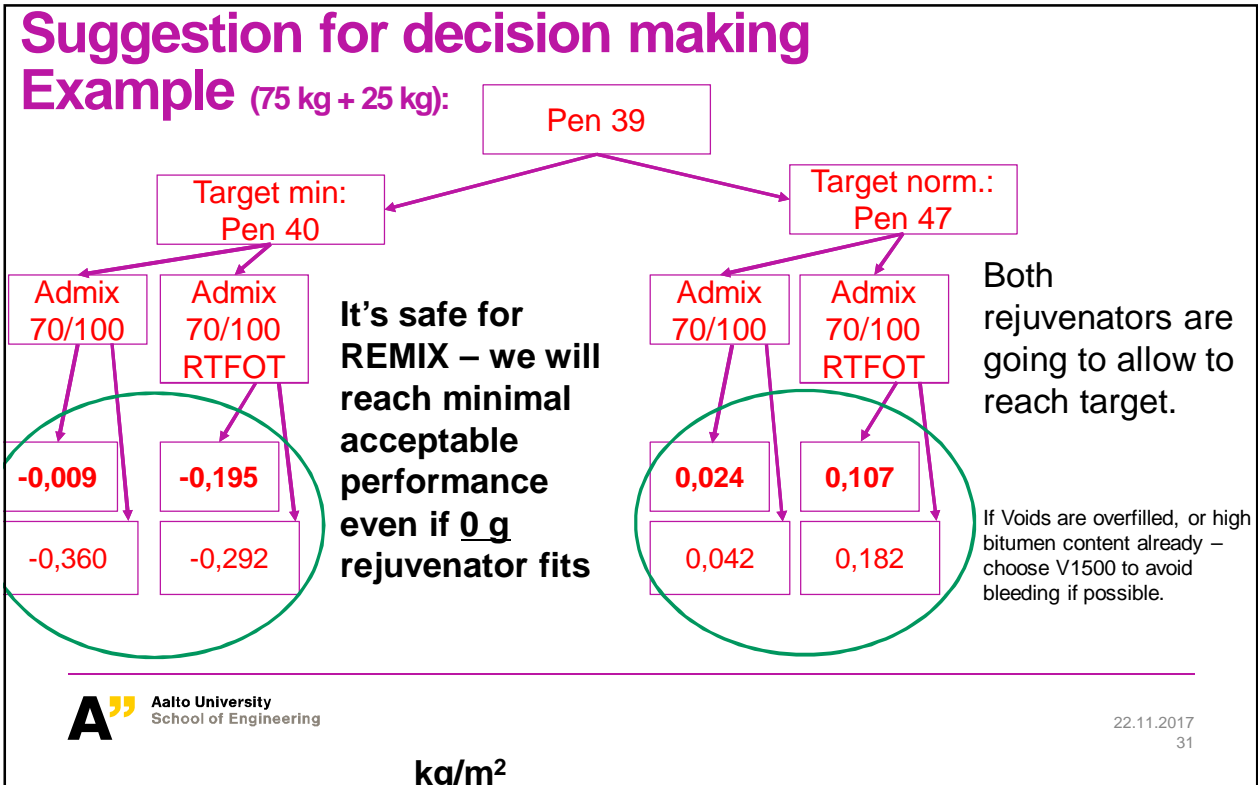 Suggestion for decision making
Example (75 kg + 25 kg):
Pen 39
Target min:
Pen 40
Target norm.:
Pen 47
Admix
70/100
Admix
70/100
RTFOT
It’s safe for
REMIX – we will
reach minimal
acceptable
performance
even if 0 g
rejuvenator fits
Admix
70/100
Admix
70/100
RTFOT
Both
rejuvenators are
going to allow to
reach target.
-0,009
-0,195
-0,360
-0,292
0,024
0,107
0,042
0,182
If Voids are overfilled, or high
bitumen content already –
choose V1500 to avoid
bleeding if possible.
A”
Aalto University
School of Engineering
22.11.2017
31
kg/m²